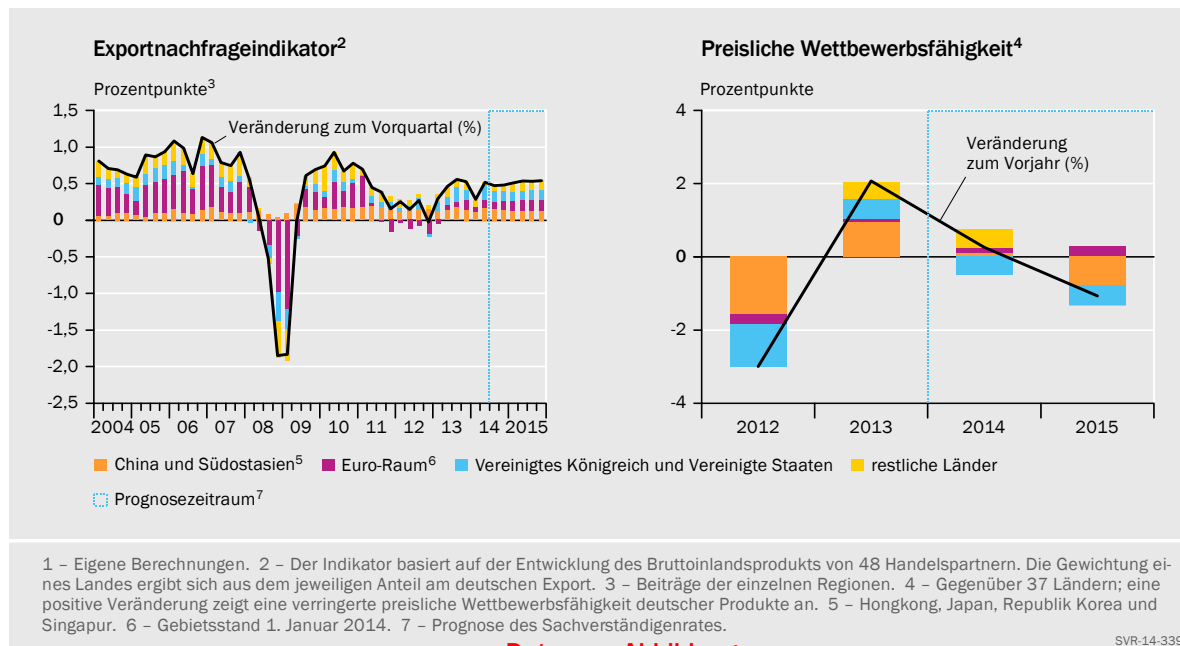 Exportnachfrageindikator2
Prozentpunkte3
1,5
1,0
0,5
0
-0,5
-1,0
-1,5
-2,0
-2,5
Veränderung zum Vorquartal (%)
2004 05 06 07 08 09 10 11 12 13 14 2015
Preisliche Wettbewerbsfähigkeit4
Prozentpunkte
4
2
0
-2
-4
Veränderung
zum Vorjahr (%)
2012 2013 2014 2015
China und Südostasien5 Euro-Raum6 Vereinigtes Königreich und Vereinigte Staaten restliche Länder
Prognosezeitraum7
1 – Eigene Berechnungen. 2 – Der Indikator basiert auf der Entwicklung des Bruttoinlandsprodukts von 48 Handelspartnern. Die Gewichtung ei-
nes Landes ergibt sich aus dem jeweiligen Anteil am deutschen Export. 3 – Beiträge der einzelnen Regionen. 4 – Gegenüber 37 Ländern; eine
positive Veränderung zeigt eine verringerte preisliche Wettbewerbsfähigkeit deutscher Produkte an. 5 – Hongkong, Japan, Republik Korea und
Singapur. 6 – Gebietsstand 1. Januar 2014. 7 – Prognose des Sachverständigenrates.
SVR-14-339